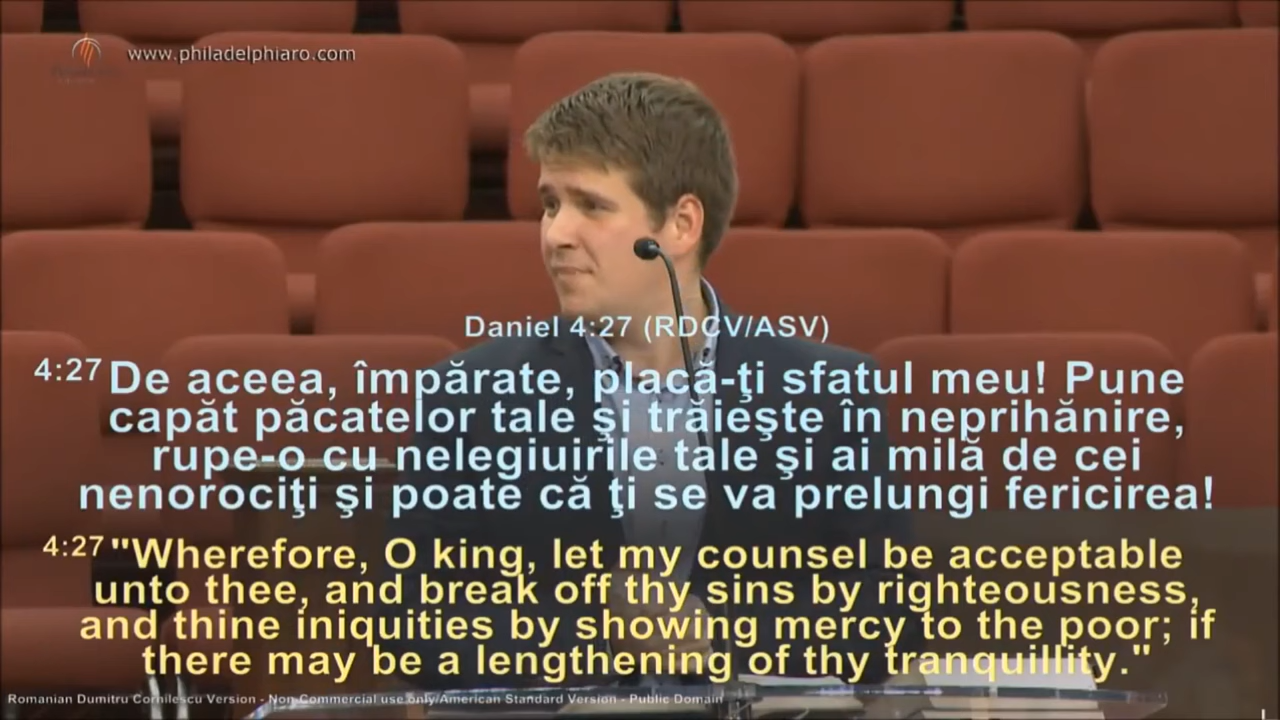 www.philadelphiaro.com
Daniel 4:27 (RDCV/ASV)
4:27 De aceea, împărate, placă-ţi sfatul meu! Pune
capăt păcatelor tale şi trăieşte în neprihănire,
rupe-o cu nelegiuirile tale şi ai milă de cei
nenorociţi şi poate că ţi se va prelungi fericirea!
4:27 "Wherefore, O king, let my counsel be acceptable
unto thee, and break off thy sins by righteousness,
and thine iniquities by showing mercy to the poor; if
there may be a lengthening of thy tranquillity."
Romanian Dumitru Cornilescu Version - Non Commercial use only/American Standard Version - Public Domain